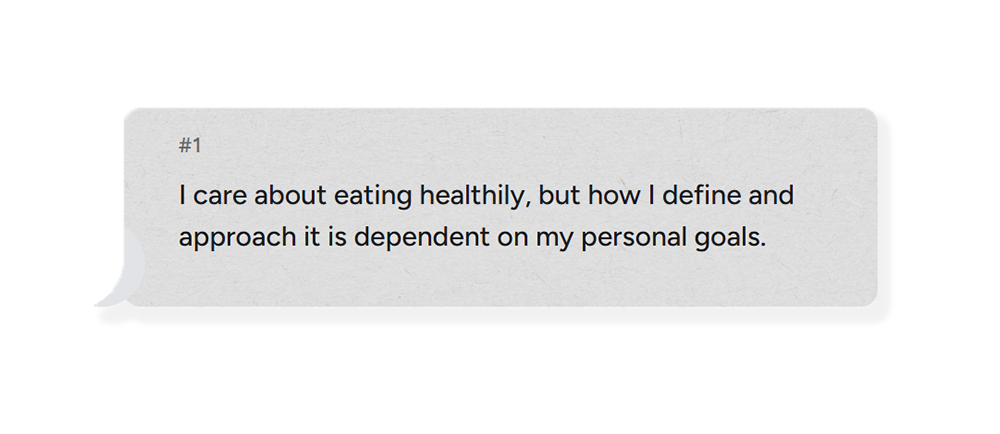 #1
I care about eating healthily, but how I define and
approach it is dependent on my personal goals.